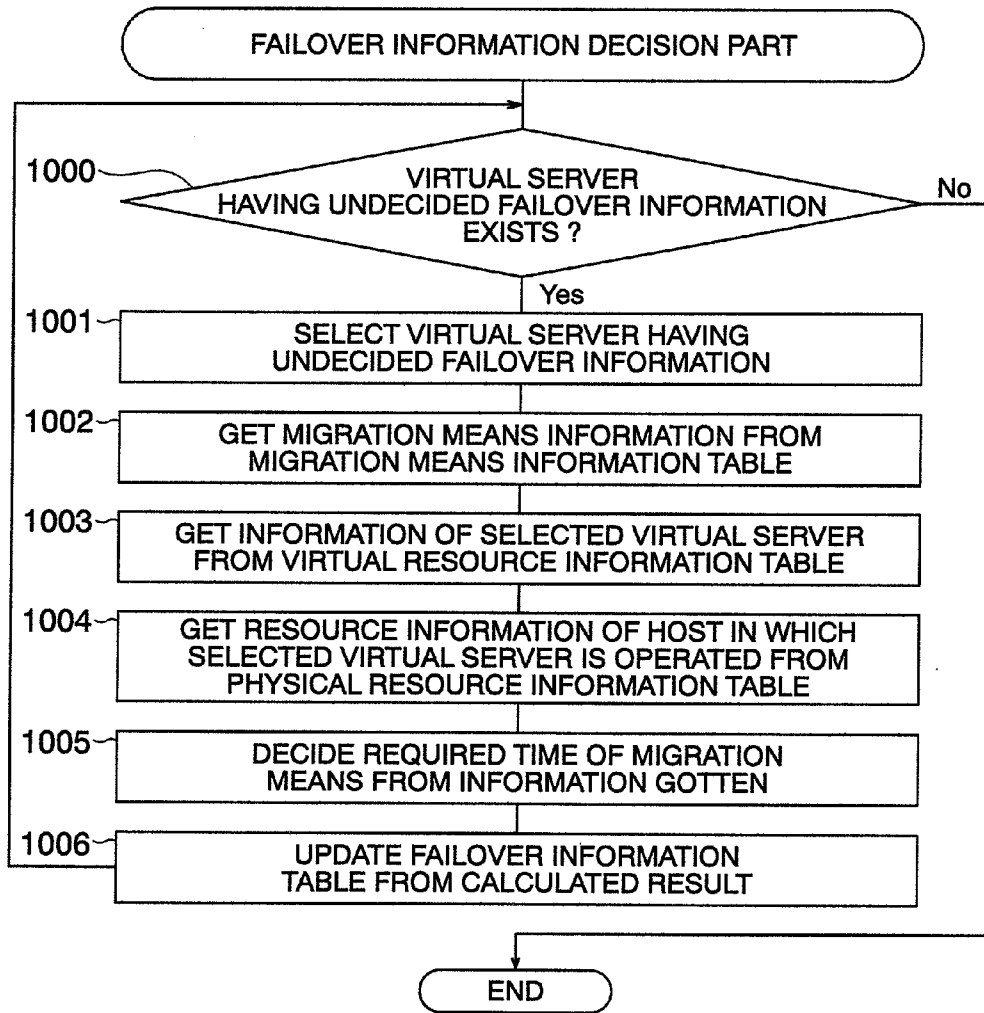 FAILOVER INFORMATION DECISION PART
1000
VIRTUAL SERVER
HAVING UNDECIDED FAILOVER INFORMATION
EXISTS ?
No
Yes
1001
SELECT VIRTUAL SERVER HAVING
UNDECIDED FAILOVER INFORMATION
1002
GET MIGRATION MEANS INFORMATION FROM
MIGRATION MEANS INFORMATION TABLE
1003
GET INFORMATION OF SELECTED VIRTUAL SERVER
FROM VIRTUAL RESOURCE INFORMATION TABLE
1004
GET RESOURCE INFORMATION OF HOST IN WHICH
SELECTED VIRTUAL SERVER IS OPERATED FROM
PHYSICAL RESOURCE INFORMATION TABLE
1005
DECIDE REQUIRED TIME OF MIGRATION
MEANS FROM INFORMATION GOTTEN
1006
UPDATE FAILOVER INFORMATION
TABLE FROM CALCULATED RESULT
END